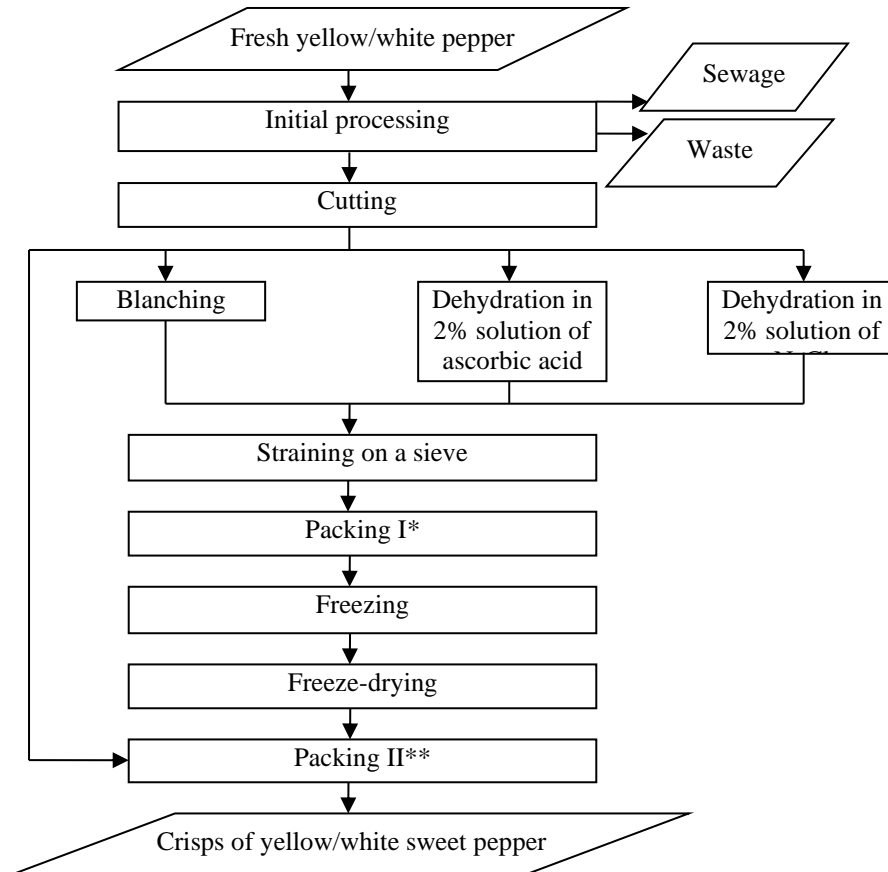 Fresh yellow/white pepper
Sewage
Initial processing
Waste
Cutting
Blanching
Dehydration in
2% solution of
ascorbic acid
Dehydration in
2% solution of
Straining on a sieve
Packing I*
Freezing
Freeze-drying
Packing II**
Crisps of yellow/white sweet pepper